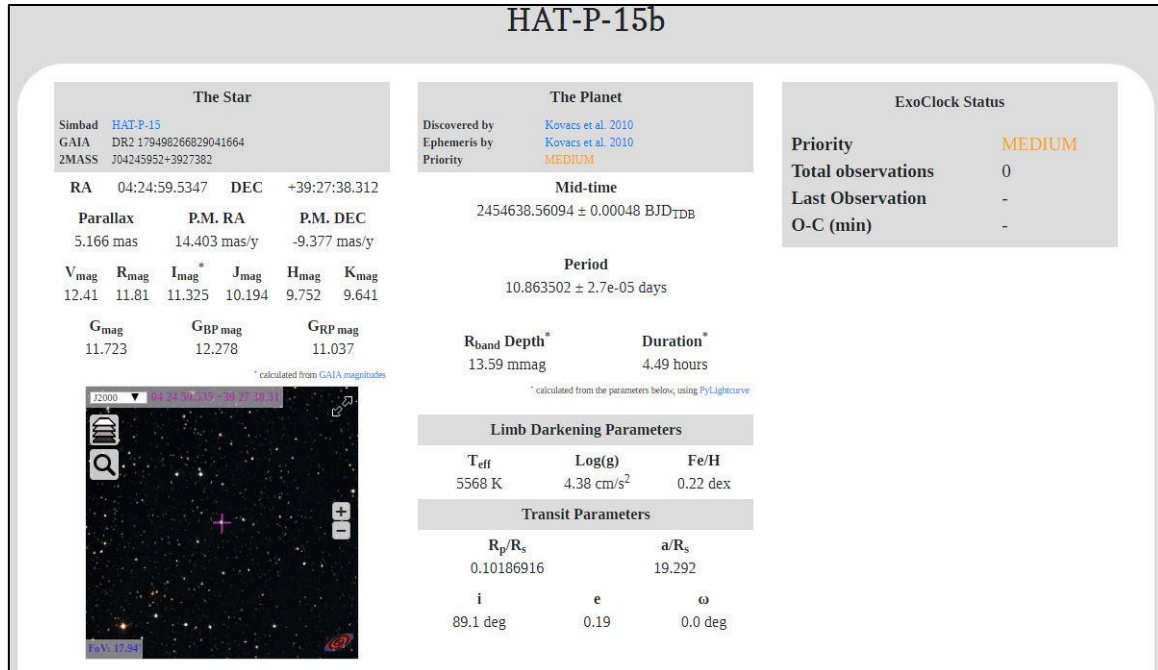 HAT-P-15b
The Star
Simbad HAT-P-15
GAIA DR2 179498266829041664
2MASS J04245952+3927382
RA 04:24:59.5347 DEC +39:27:38.312
Parallax P.M. RA P.M. DEC
5.166 mas 14.403 mas/y -9.377 mas/y
Vmag Rmag Imag* Jmag Hmag Kmag
12.41 11.81 11.325 10.194 9.752 9.641
Gmag GBP mag GRP mag
11.723 12.278 11.037
* calculated from GAIA magnitudes
J2000 ▼ 04 24 59.535 +39 27 38.31
FoV: 17.94'
The Planet
Discovered by Kovacs et al. 2010
Ephemeris by Kovacs et al. 2010
Priority MEDIUM
Mid-time
2454638.56094 ± 0.00048 BJDTDB
Period
10.863502 ± 2.7e-05 days
Rband Depth* Duration*
13.59 mmag 4.49 hours
* calculated from the parameters below, using PyLightcurve
Limb Darkening Parameters
Teff Log(g) Fe/H
5568 K 4.38 cm/s² 0.22 dex
Transit Parameters
Rp/Rs a/Rs
0.10186916 19.292
i e ω
89.1 deg 0.19 0.0 deg
ExoClock Status
Priority MEDIUM
Total observations 0
Last Observation -
O-C (min) -